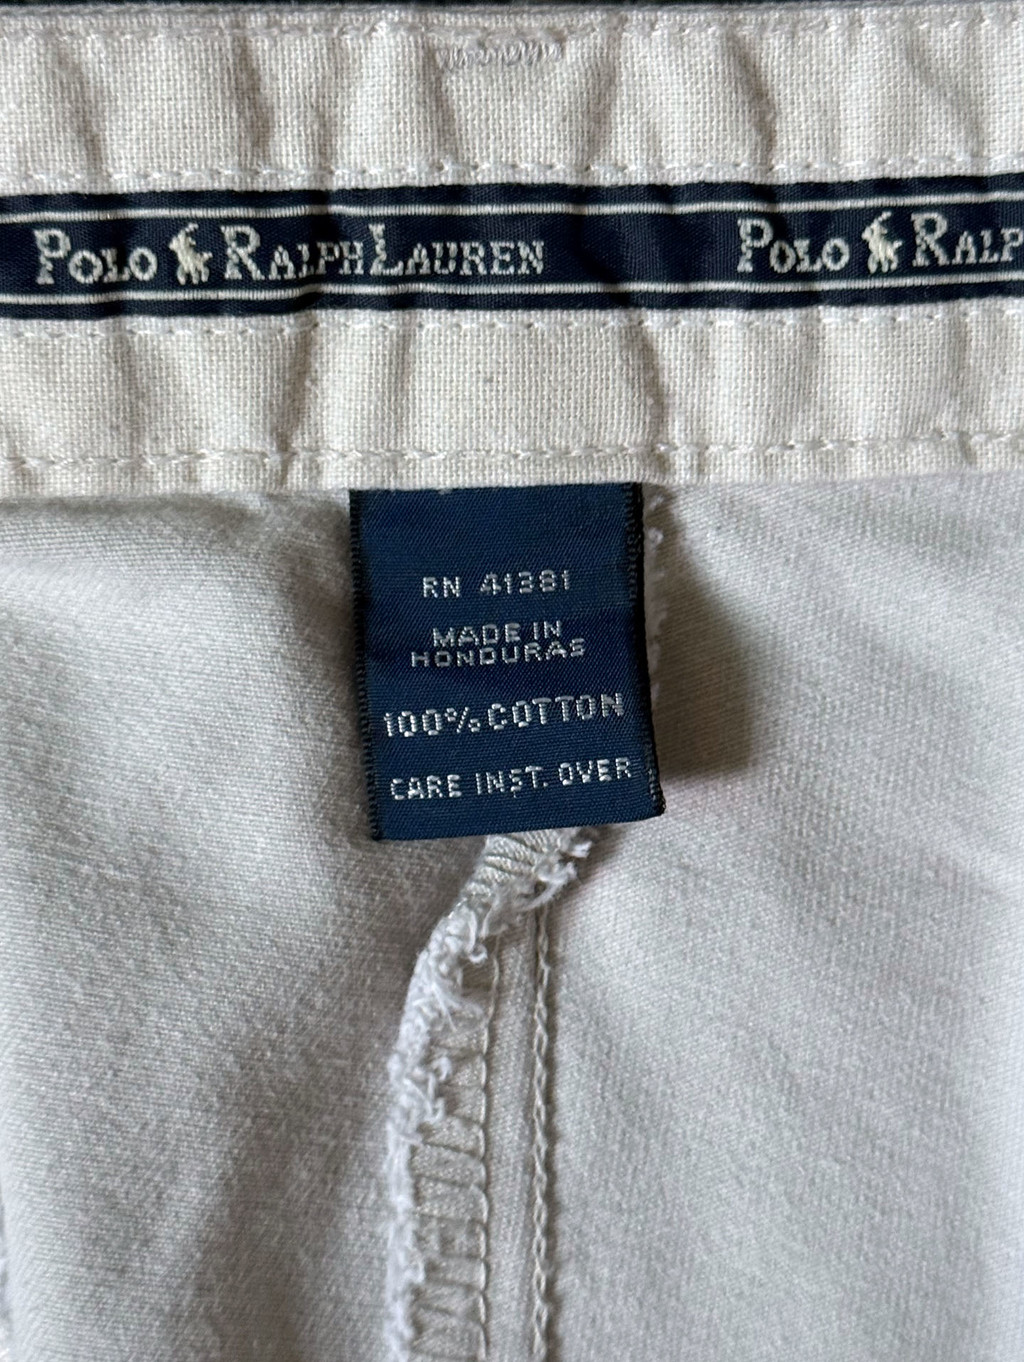 POLO RALPH LAUREN POLO RALP
RN 41381
MADE IN
HONDURAS
100% COTTON
CARE INST. OVER